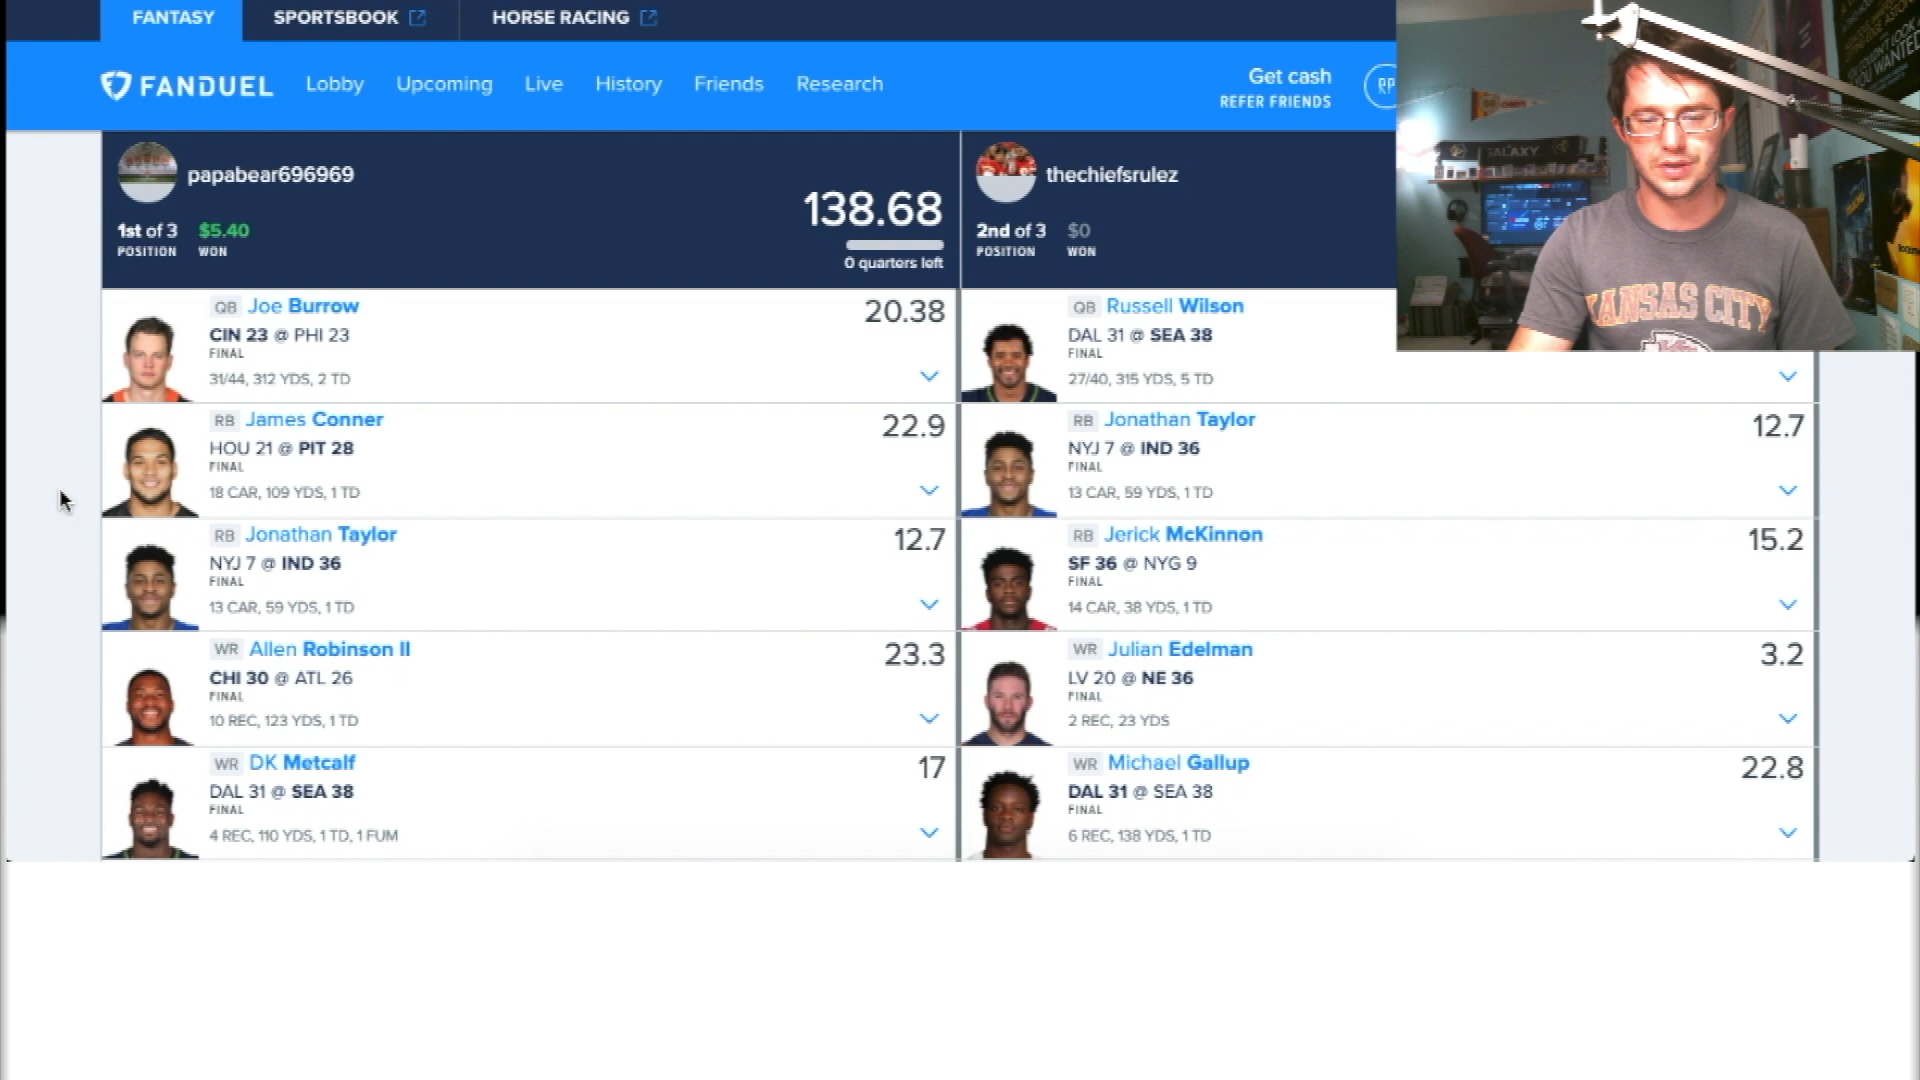 FANTASY
SPORTSBOOK
HORSE RACING
FANDUEL
Lobby
Upcoming
Live
History
Friends
Research
Get cash
REFER FRIENDS
RP
papabear696969
138.68
1st of 3
$5.40
POSITION
WON
0 quarters left
thechiefsrulez
2nd of 3
$0
POSITION
WON
QB Joe Burrow
20.38
CIN 23 @ PHI 23
FINAL
31/44, 312 YDS, 2 TD
QB Russell Wilson
DAL 31 @ SEA 38
FINAL
27/40, 315 YDS, 5 TD
RB James Conner
22.9
HOU 21 @ PIT 28
FINAL
18 CAR, 109 YDS, 1 TD
RB Jonathan Taylor
12.7
NYJ 7 @ IND 36
FINAL
13 CAR, 59 YDS, 1 TD
RB Jonathan Taylor
12.7
NYJ 7 @ IND 36
FINAL
13 CAR, 59 YDS, 1 TD
RB Jerick McKinnon
15.2
SF 36 @ NYG 9
FINAL
14 CAR, 38 YDS, 1 TD
WR Allen Robinson II
23.3
CHI 30 @ ATL 26
FINAL
10 REC, 123 YDS, 1 TD
WR Julian Edelman
3.2
LV 20 @ NE 36
FINAL
2 REC, 23 YDS
WR DK Metcalf
17
DAL 31 @ SEA 38
FINAL
4 REC, 110 YDS, 1 TD, 1 FUM
WR Michael Gallup
22.8
DAL 31 @ SEA 38
FINAL
6 REC, 138 YDS, 1 TD
GALAXY
KANSAS CITY